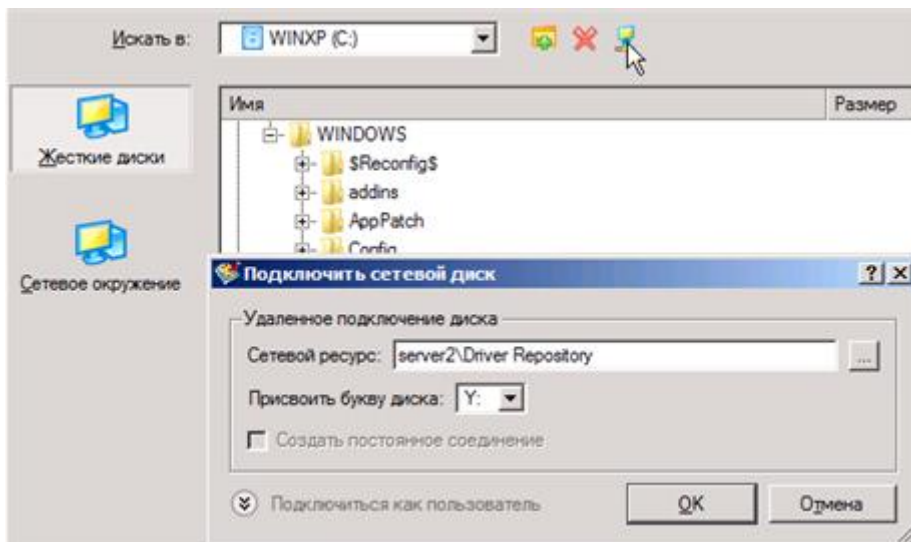 Искать в: WINXP (C:)
Имя Размер
WINDOWS
$Reconfig$
addins
AppPatch
Config
Жесткие диски
Сетевое окружение
Подключить сетевой диск
Удаленное подключение диска
Сетевой ресурс: server2\Driver Repository ...
Присвоить букву диска: Y:
Создать постоянное соединение
Подключиться как пользователь OK Отмена